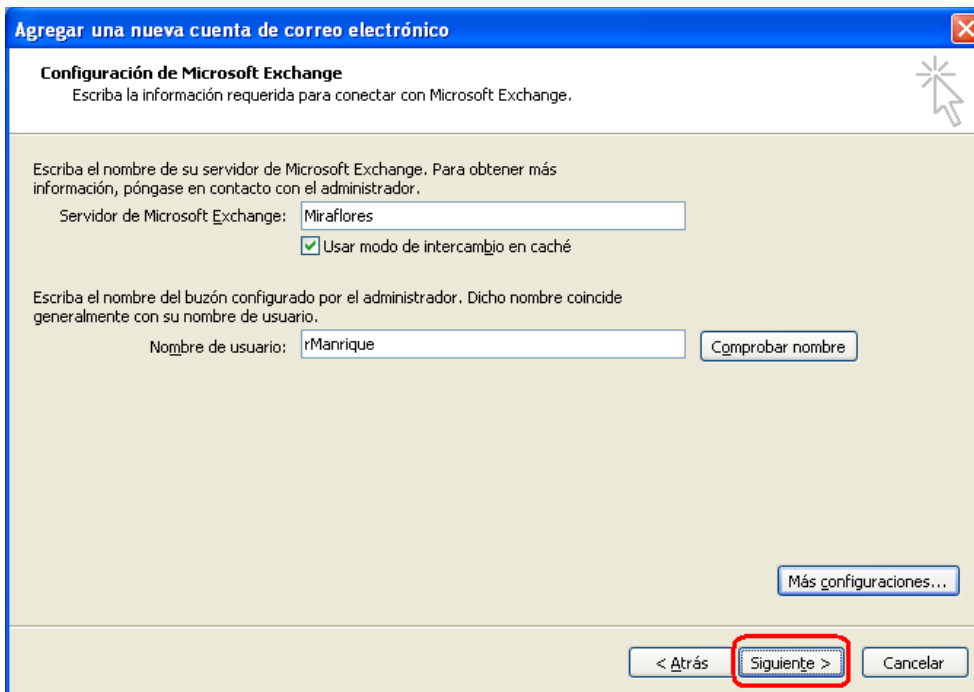 Agregar una nueva cuenta de correo electrónico
Configuración de Microsoft Exchange
Escriba la información requerida para conectar con Microsoft Exchange.
Escriba el nombre de su servidor de Microsoft Exchange. Para obtener más
información, póngase en contacto con el administrador.
Servidor de Microsoft Exchange: Miraflores
Usar modo de intercambio en caché
Escriba el nombre del buzón configurado por el administrador. Dicho nombre coincide
generalmente con su nombre de usuario.
Nombre de usuario: rManrique Comprobar nombre
Más configuraciones...
< Atrás Siguiente > Cancelar